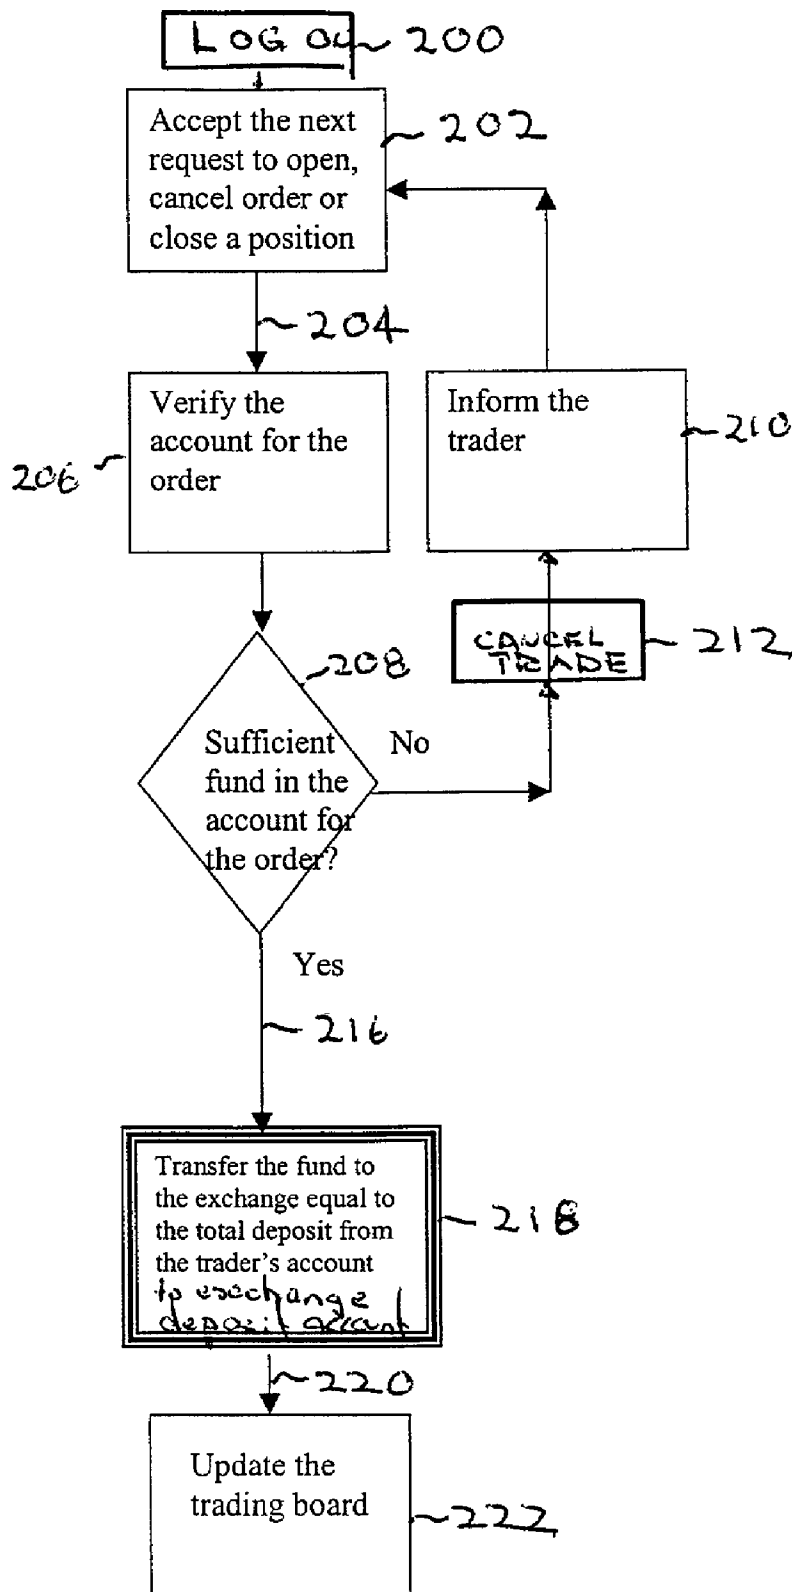 LOG ON 200
Accept the next
request to open,
cancel order or
close a position
202
204
Verify the
account for the
order
206
Inform the
trader
210
CANCEL
TRADE
212
208
Sufficient
fund in the
account for
the order?
No
Yes
216
Transfer the fund to
the exchange equal to
the total deposit from
the trader's account
to exchange
deposit account
218
220
Update the
trading board
222